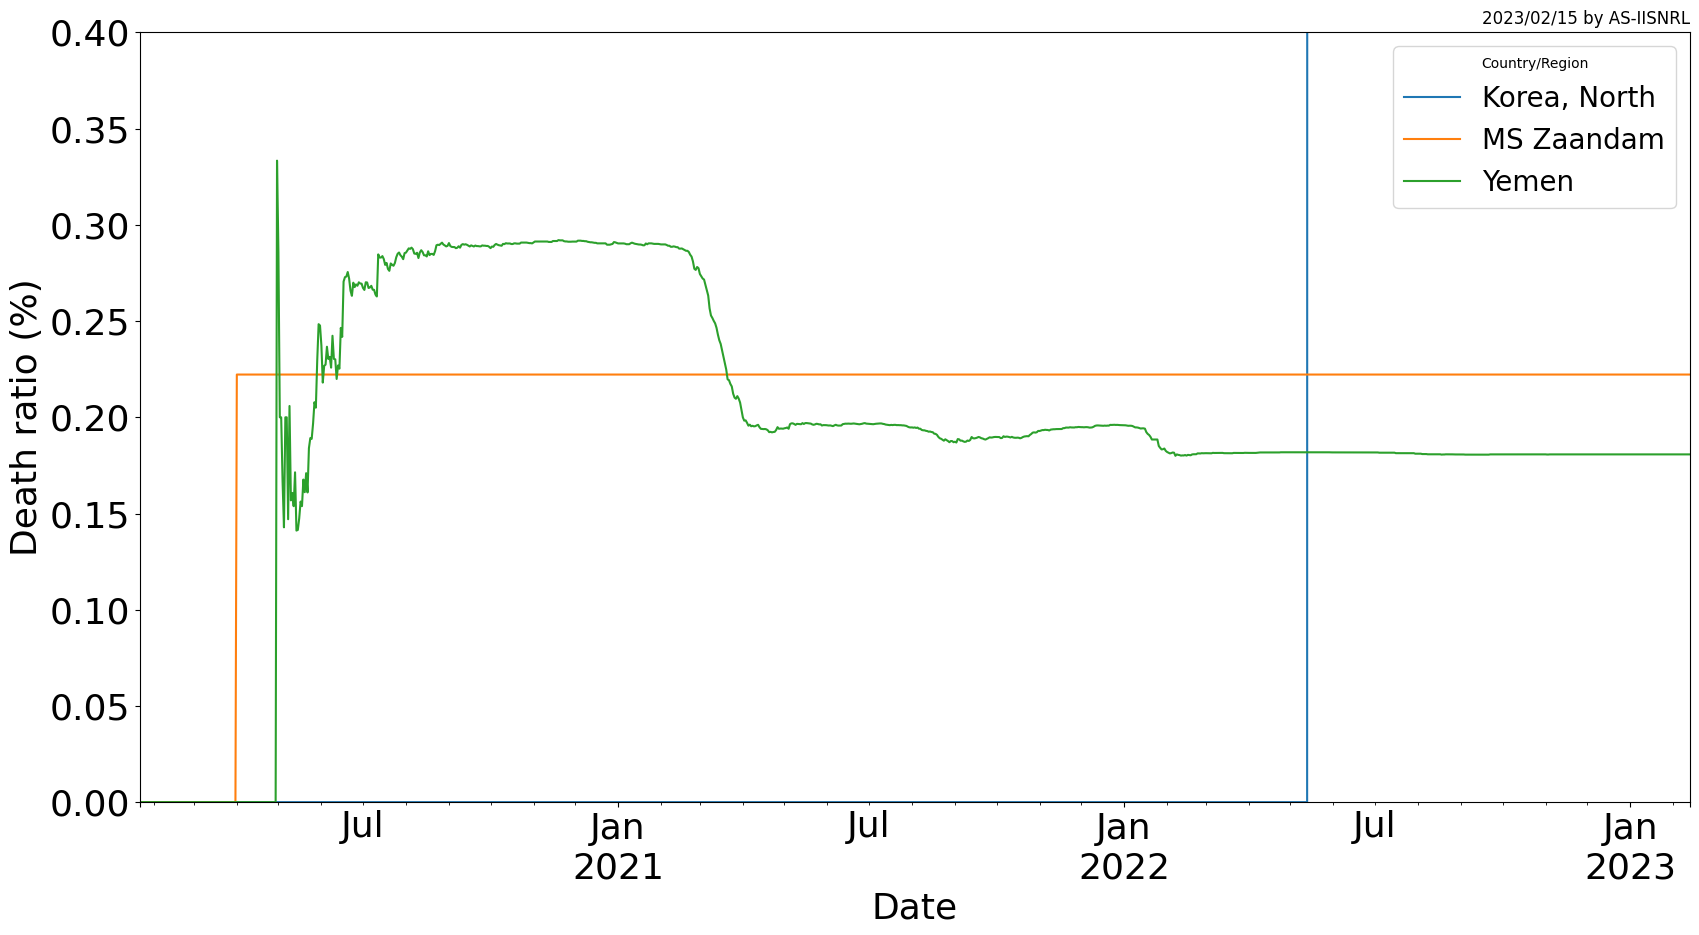 2023/02/15 by AS-IISNRL
Country/Region
Korea, North
MS Zaandam
Yemen
Death ratio (%)
0.40
0.35
0.30
0.25
0.20
0.15
0.10
0.05
0.00
Jul
Jan
2021
Jul
Jan
2022
Jul
Jan
2023
Date